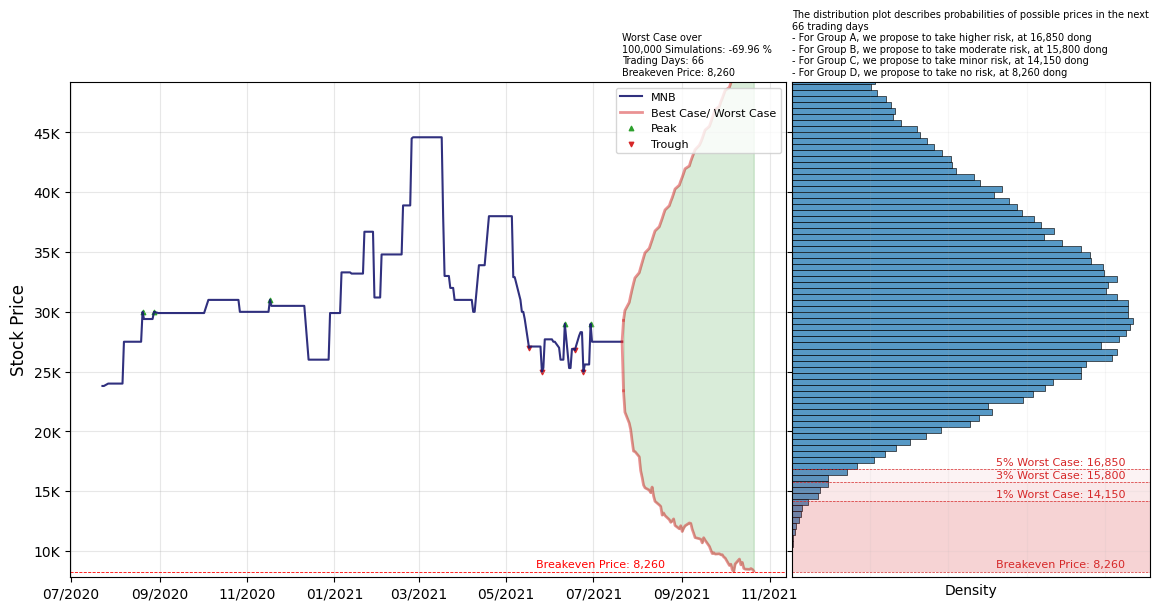 The distribution plot describes probabilities of possible prices in the next
66 trading days
- For Group A, we propose to take higher risk, at 16,850 dong
- For Group B, we propose to take moderate risk, at 15,800 dong
- For Group C, we propose to take minor risk, at 14,150 dong
- For Group D, we propose to take no risk, at 8,260 dong
Worst Case over
100,000 Simulations: -69.96 %
Trading Days: 66
Breakeven Price: 8,260
MNB
Best Case/ Worst Case
Peak
Trough
Stock Price
45K
40K
35K
30K
25K
20K
15K
10K
Breakeven Price: 8,260
07/2020
09/2020
11/2020
01/2021
03/2021
05/2021
07/2021
09/2021
11/2021
5% Worst Case: 16,850
3% Worst Case: 15,800
1% Worst Case: 14,150
Breakeven Price: 8,260
Density